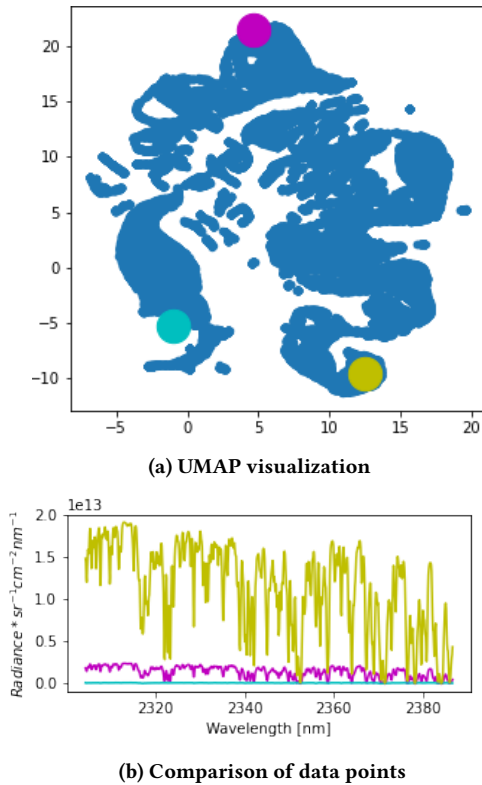 20
15
10
5
0
−5
−10
−5 0 5 10 15 20
(a) UMAP visualization
1e13
2.0
1.5
1.0
0.5
0.0
Radiance * sr⁻¹cm⁻²nm⁻¹
2320 2340 2360 2380
Wavelength [nm]
(b) Comparison of data points